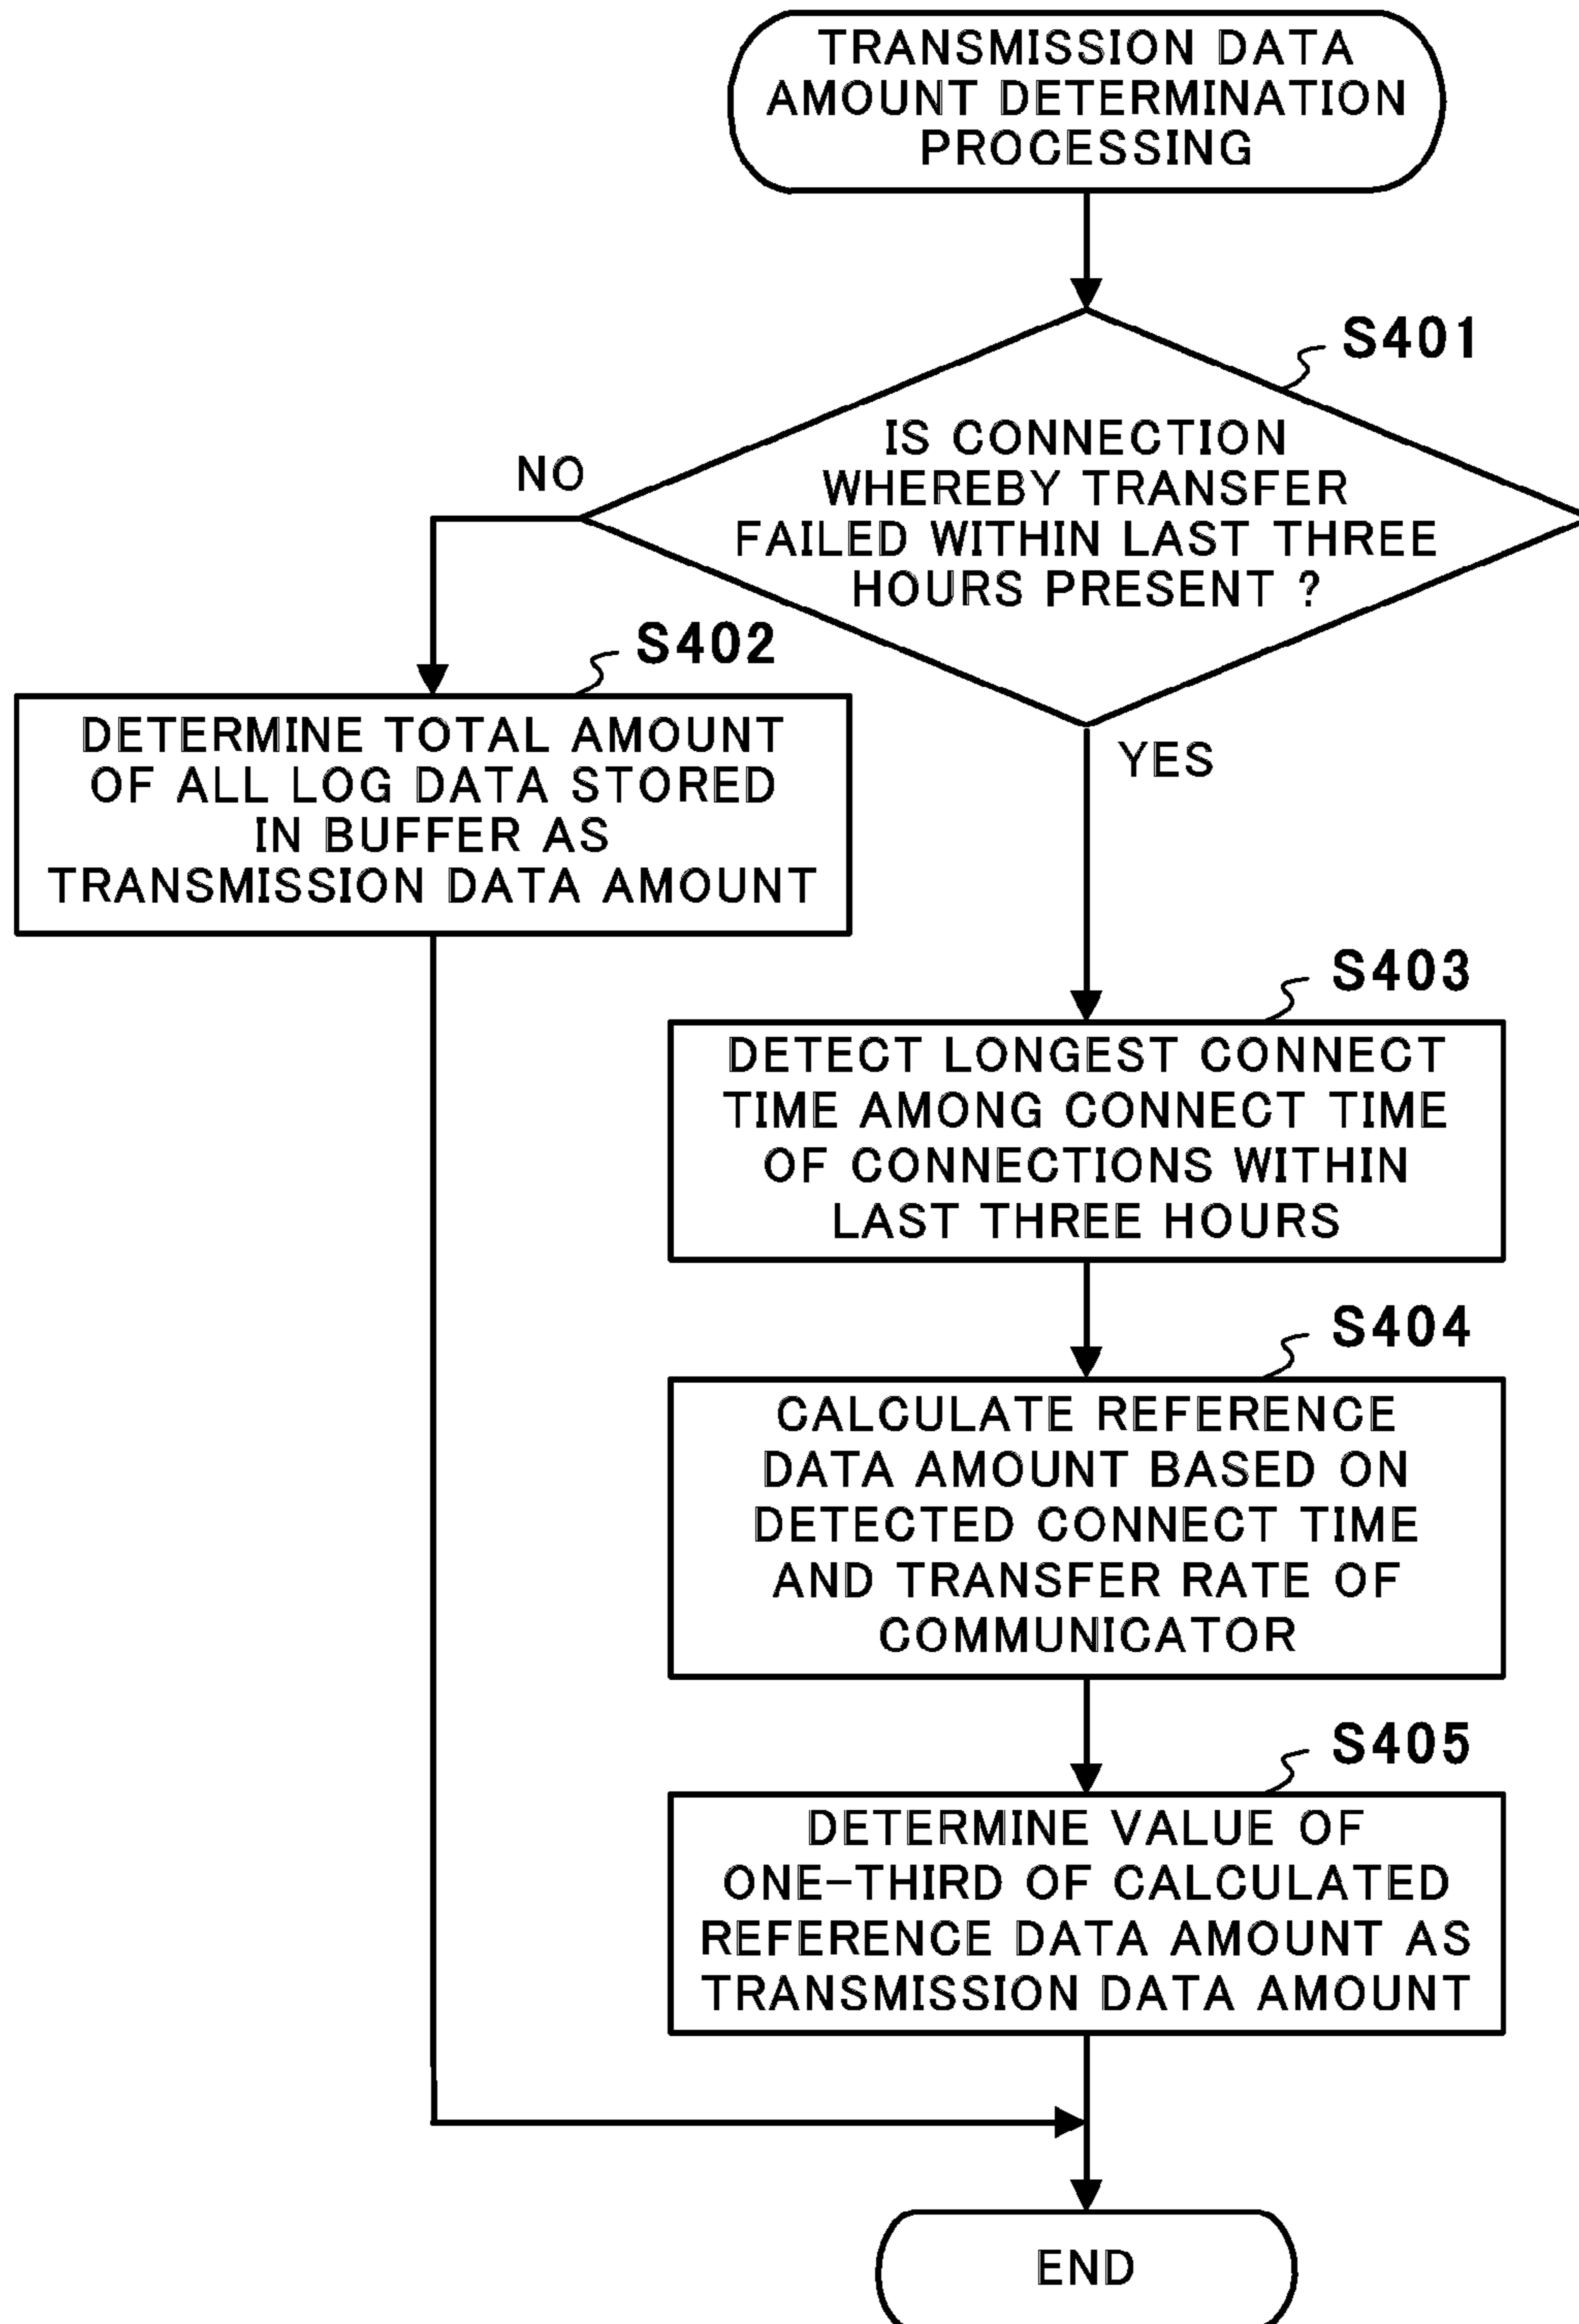 TRANSMISSION DATA
AMOUNT DETERMINATION
PROCESSING
S401
IS CONNECTION
WHEREBY TRANSFER
FAILED WITHIN LAST THREE
HOURS PRESENT ?
NO
YES
S402
DETERMINE TOTAL AMOUNT
OF ALL LOG DATA STORED
IN BUFFER AS
TRANSMISSION DATA AMOUNT
S403
DETECT LONGEST CONNECT
TIME AMONG CONNECT TIME
OF CONNECTIONS WITHIN
LAST THREE HOURS
S404
CALCULATE REFERENCE
DATA AMOUNT BASED ON
DETECTED CONNECT TIME
AND TRANSFER RATE OF
COMMUNICATOR
S405
DETERMINE VALUE OF
ONE-THIRD OF CALCULATED
REFERENCE DATA AMOUNT AS
TRANSMISSION DATA AMOUNT
END